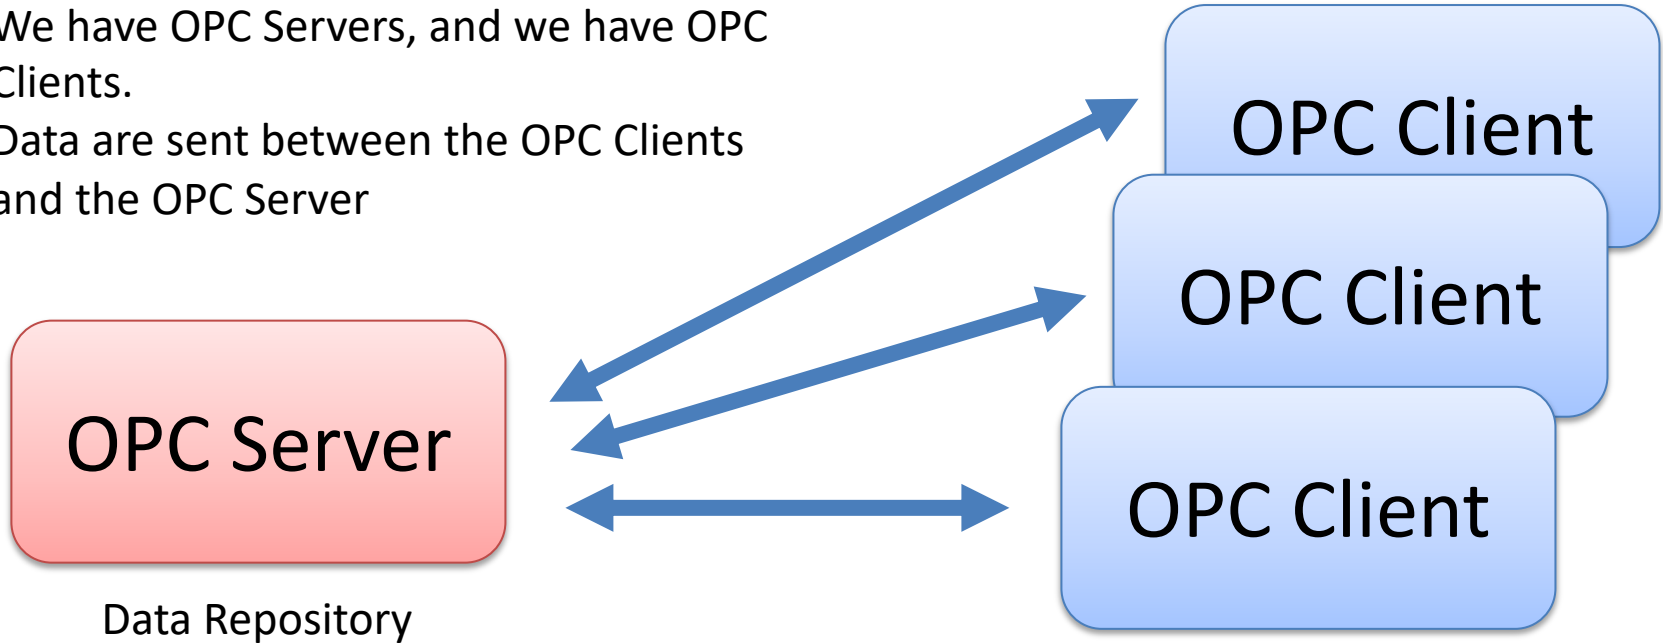 We have OPC Servers, and we have OPC
Clients.
Data are sent between the OPC Clients
and the OPC Server
OPC Client
OPC Client
OPC Server
OPC Client
Data Repository